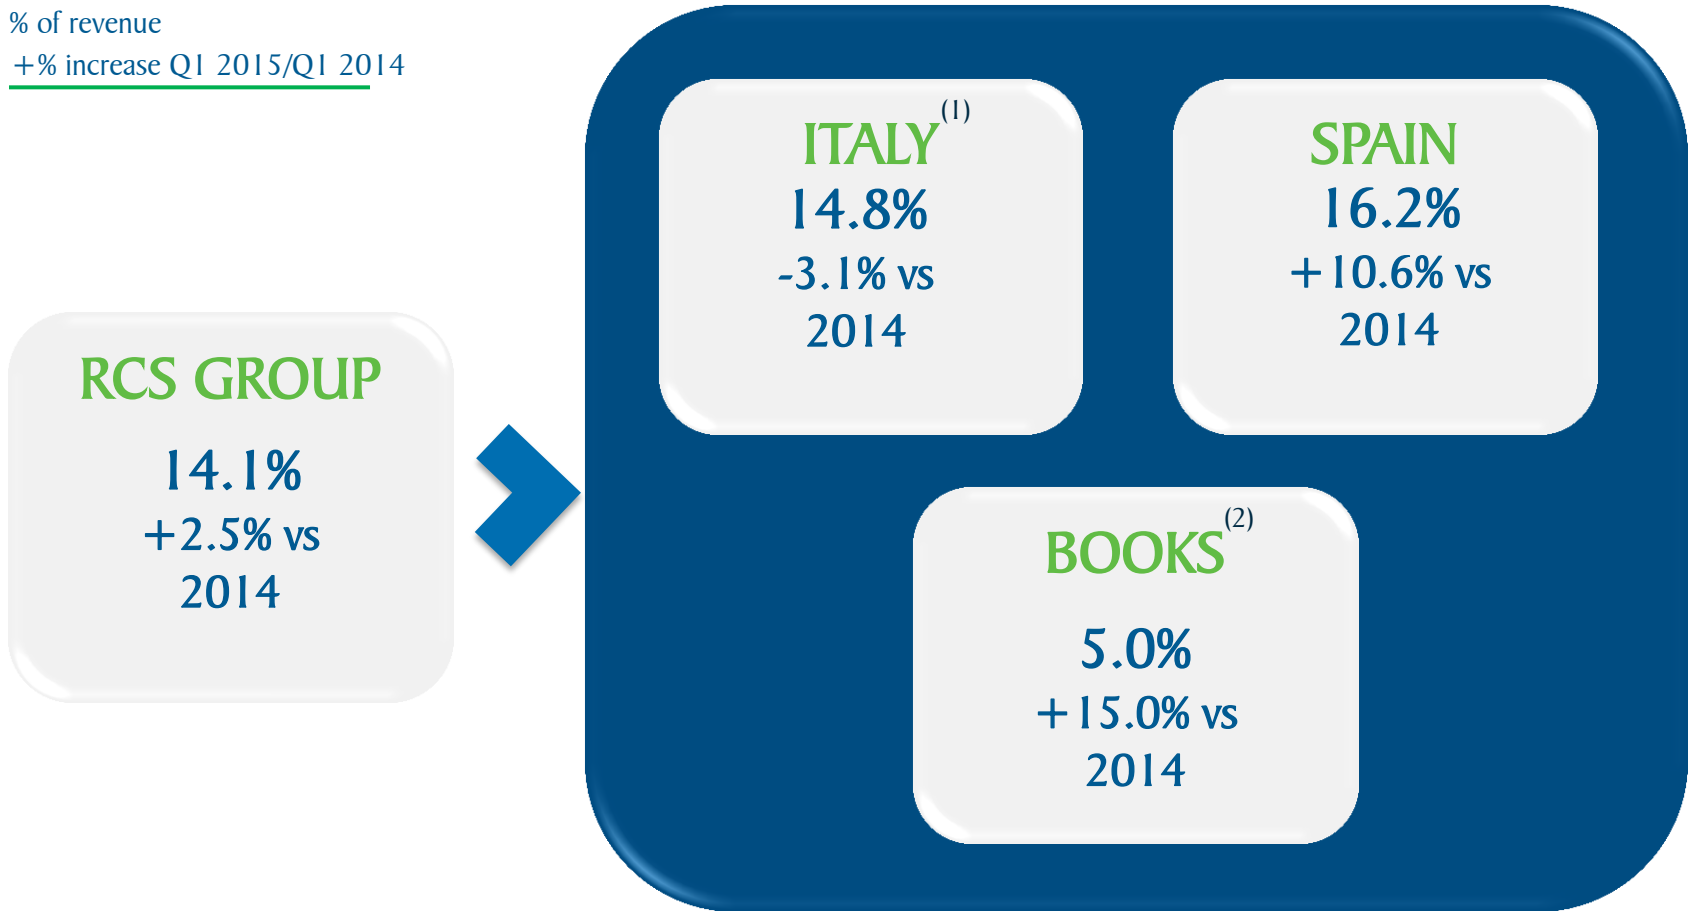 % of revenue
+% increase Q1 2015/Q1 2014
RCS GROUP
14.1%
+2.5% vs
2014
ITALY(1)
14.8%
-3.1% vs
2014
SPAIN
16.2%
+10.6% vs
2014
BOOKS(2)
5.0%
+15.0% vs
2014